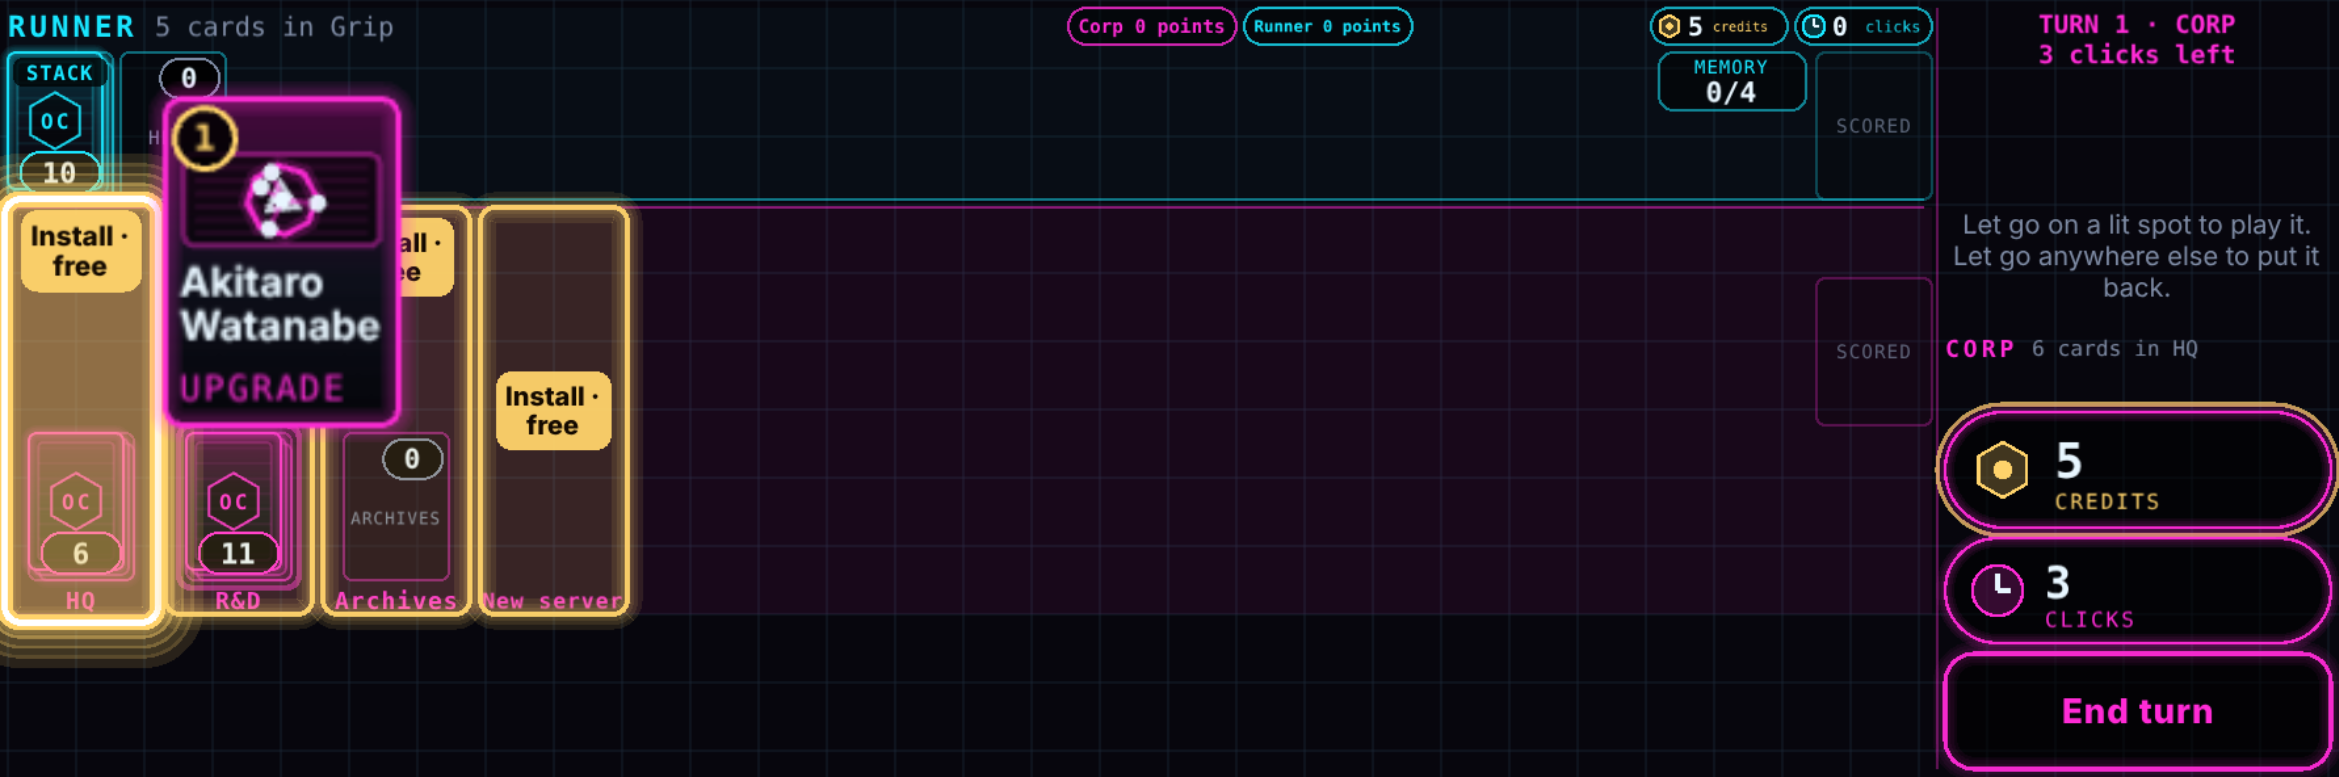 RUNNER 5 cards in Grip
Corp 0 points
Runner 0 points
5 credits
0 clicks
TURN 1 · CORP
3 clicks left
STACK
OC
10
0
H
MEMORY
0/4
SCORED
1
Akitaro
Watanabe
UPGRADE
Install ·
free
all ·
ee
Install ·
free
Let go on a lit spot to play it.
Let go anywhere else to put it
back.
SCORED
CORP 6 cards in HQ
OC
6
HQ
OC
11
R&D
0
ARCHIVES
Archives
New server
5
CREDITS
3
CLICKS
End turn